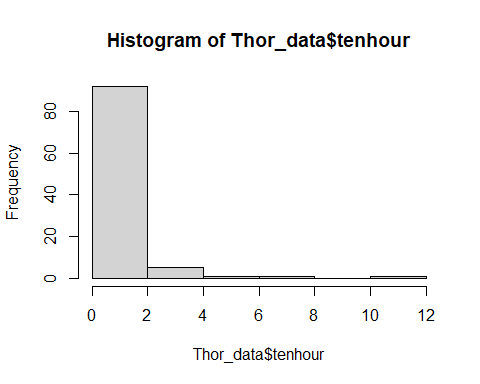 Histogram of Thor_data$tenhour
Frequency
0 20 40 60 80
0 2 4 6 8 10 12
Thor_data$tenhour